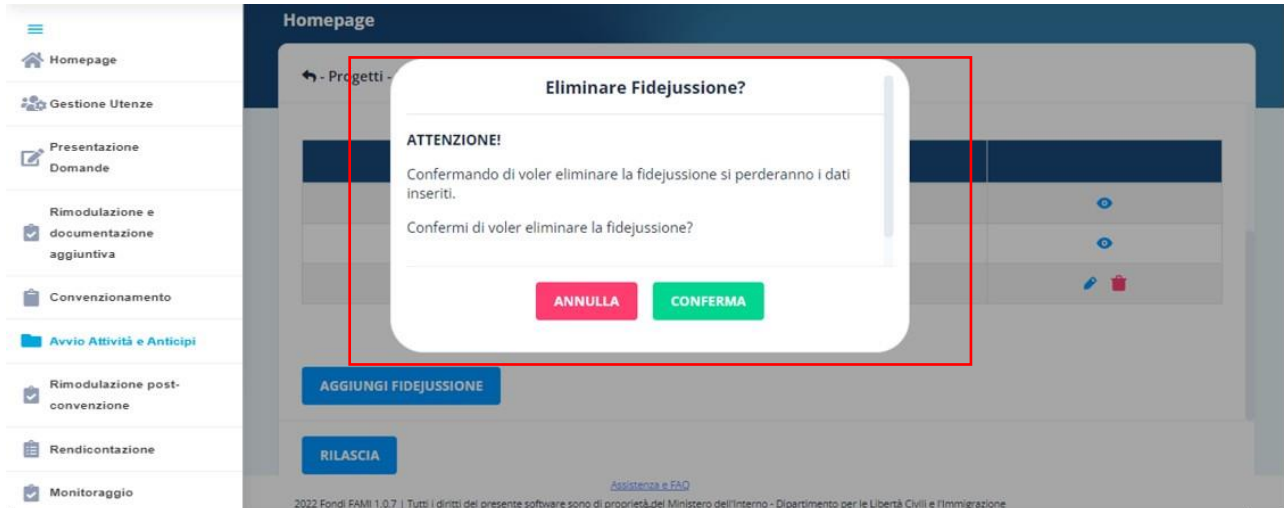 Homepage
Homepage
Gestione Utenze
Presentazione
Domande
Rimodulazione e
documentazione
aggiuntiva
Convenzionamento
Avvio Attività e Anticipi
Rimodulazione post-
convenzione
Rendicontazione
Monitoraggio
- Progetti -
Eliminare Fidejussione?
ATTENZIONE!
Confermando di voler eliminare la fidejussione si perderanno i dati
inseriti.
Confermi di voler eliminare la fidejussione?
ANNULLA
CONFERMA
AGGIUNGI FIDEJUSSIONE
RILASCIA
Assistenza e FAQ
2022 Fondi FAMI 1.0.7 | Tutti i diritti del presente software sono di proprietà del Ministero dell'Interno - Dipartimento per le Libertà Civili e l'Immigrazione